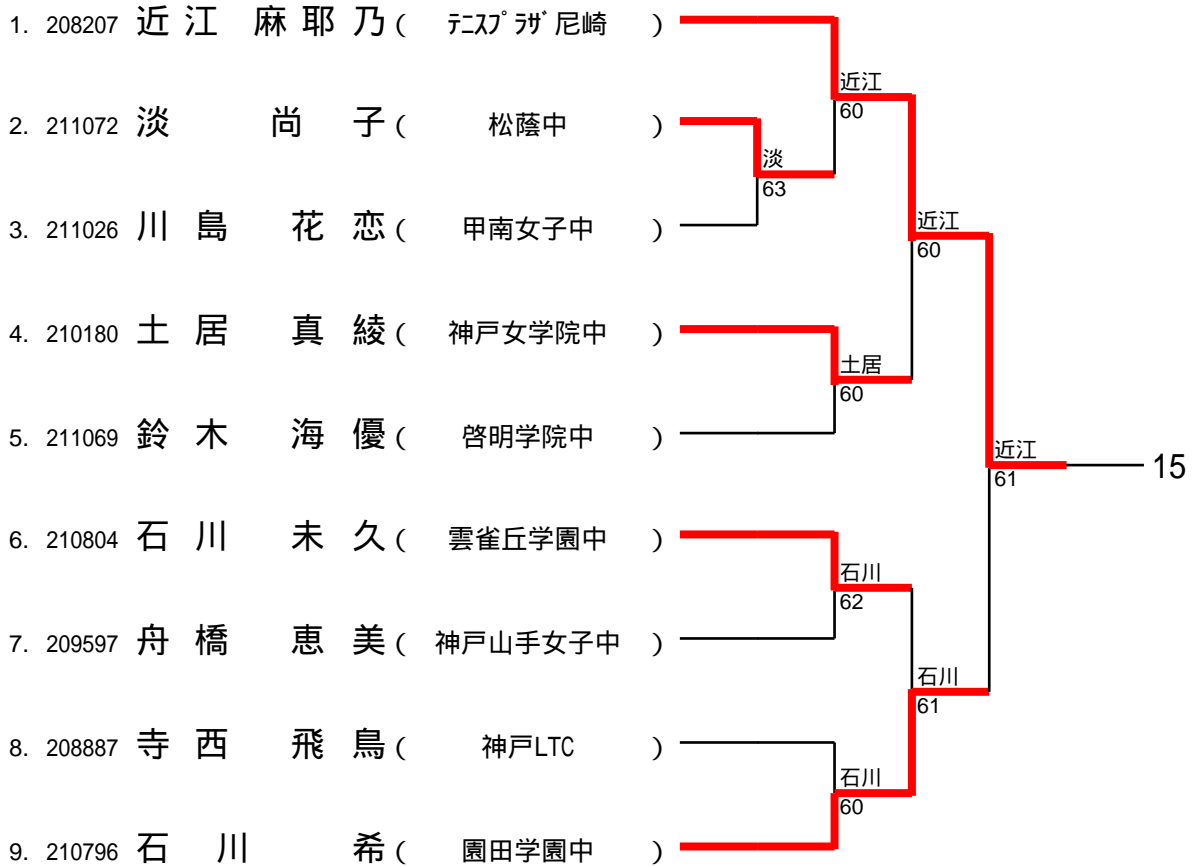 1. 208207 近江 麻耶乃 ( テニスプラザ尼崎 )
近江
60
2. 211072 淡 尚子 ( 松蔭中 )
淡
63
3. 211026 川島 花恋 ( 甲南女子中 )
近江
60
4. 210180 土居 真綾 ( 神戸女学院中 )
土居
60
5. 211069 鈴木 海優 ( 啓明学院中 )
近江
61
15
6. 210804 石川 未久 ( 雲雀丘学園中 )
石川
62
7. 209597 舟橋 恵美 ( 神戸山手女子中 )
石川
61
8. 208887 寺西 飛鳥 ( 神戸LTC )
石川
60
9. 210796 石川 希 ( 園田学園中 )